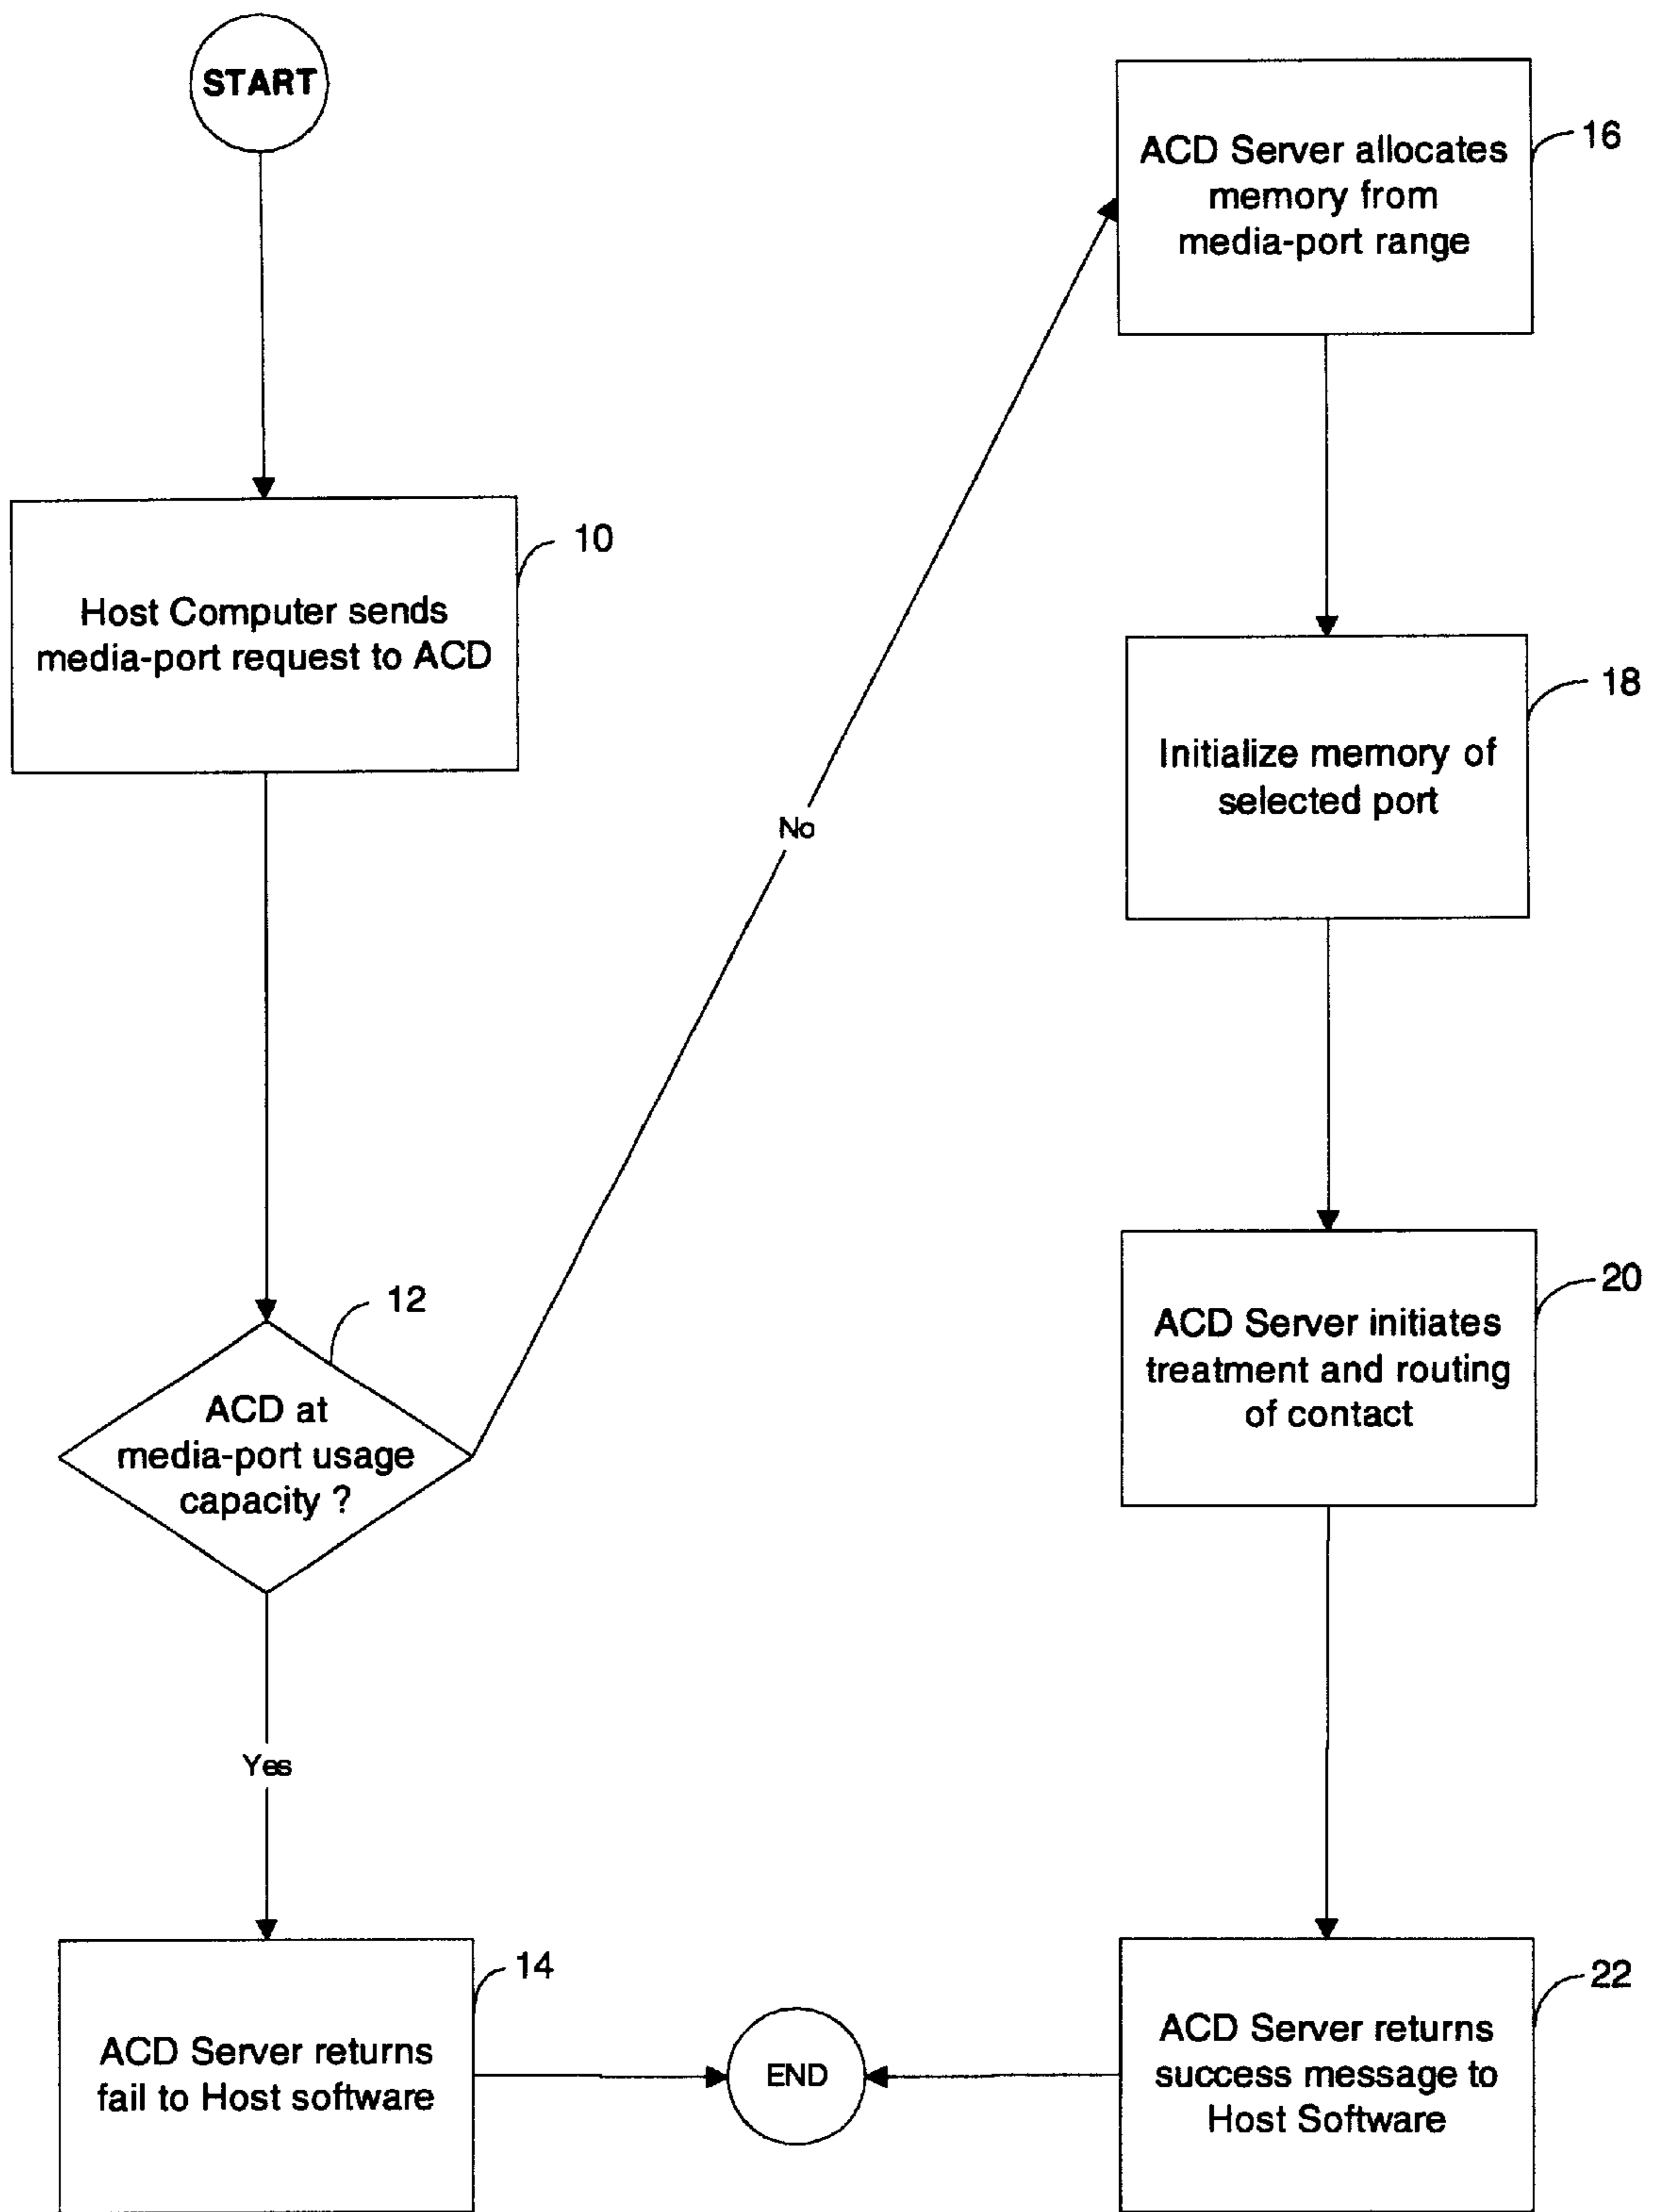 START
10
Host Computer sends
media-port request to ACD
12
ACD at
media-port usage
capacity ?
No
Yes
14
ACD Server returns
fail to Host software
16
ACD Server allocates
memory from
media-port range
18
Initialize memory of
selected port
20
ACD Server initiates
treatment and routing
of contact
22
ACD Server returns
success message to
Host Software
END